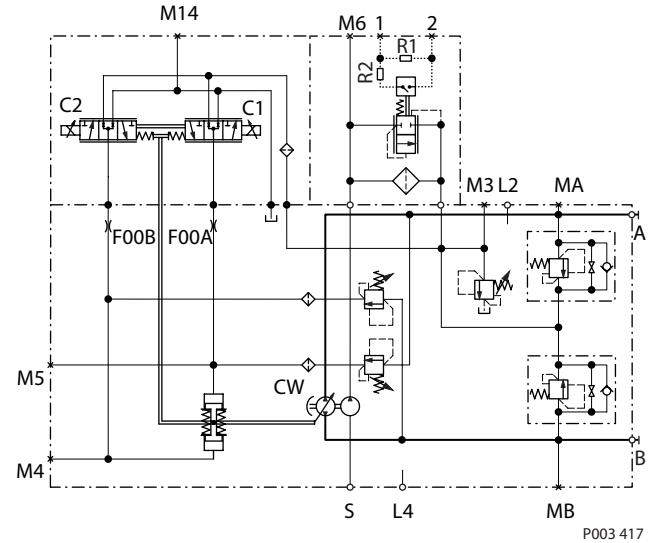 M14
M6 1 2
R1
R2
C2 C1
M3 L2 MA
A
F00B F00A
M5
CW
M4
B
S L4 MB
P003 417